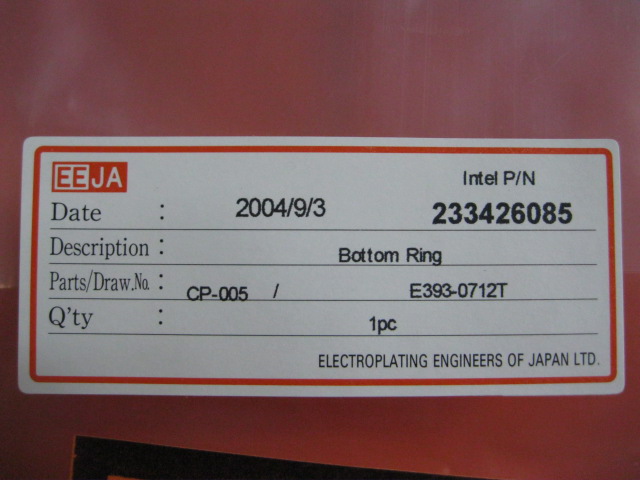 EEJA Intel P/N
Date : 2004/9/3 233426085
Description : Bottom Ring
Parts/Draw.No. : CP-005 / E393-0712T
Q'ty : 1pc
ELECTROPLATING ENGINEERS OF JAPAN LTD.